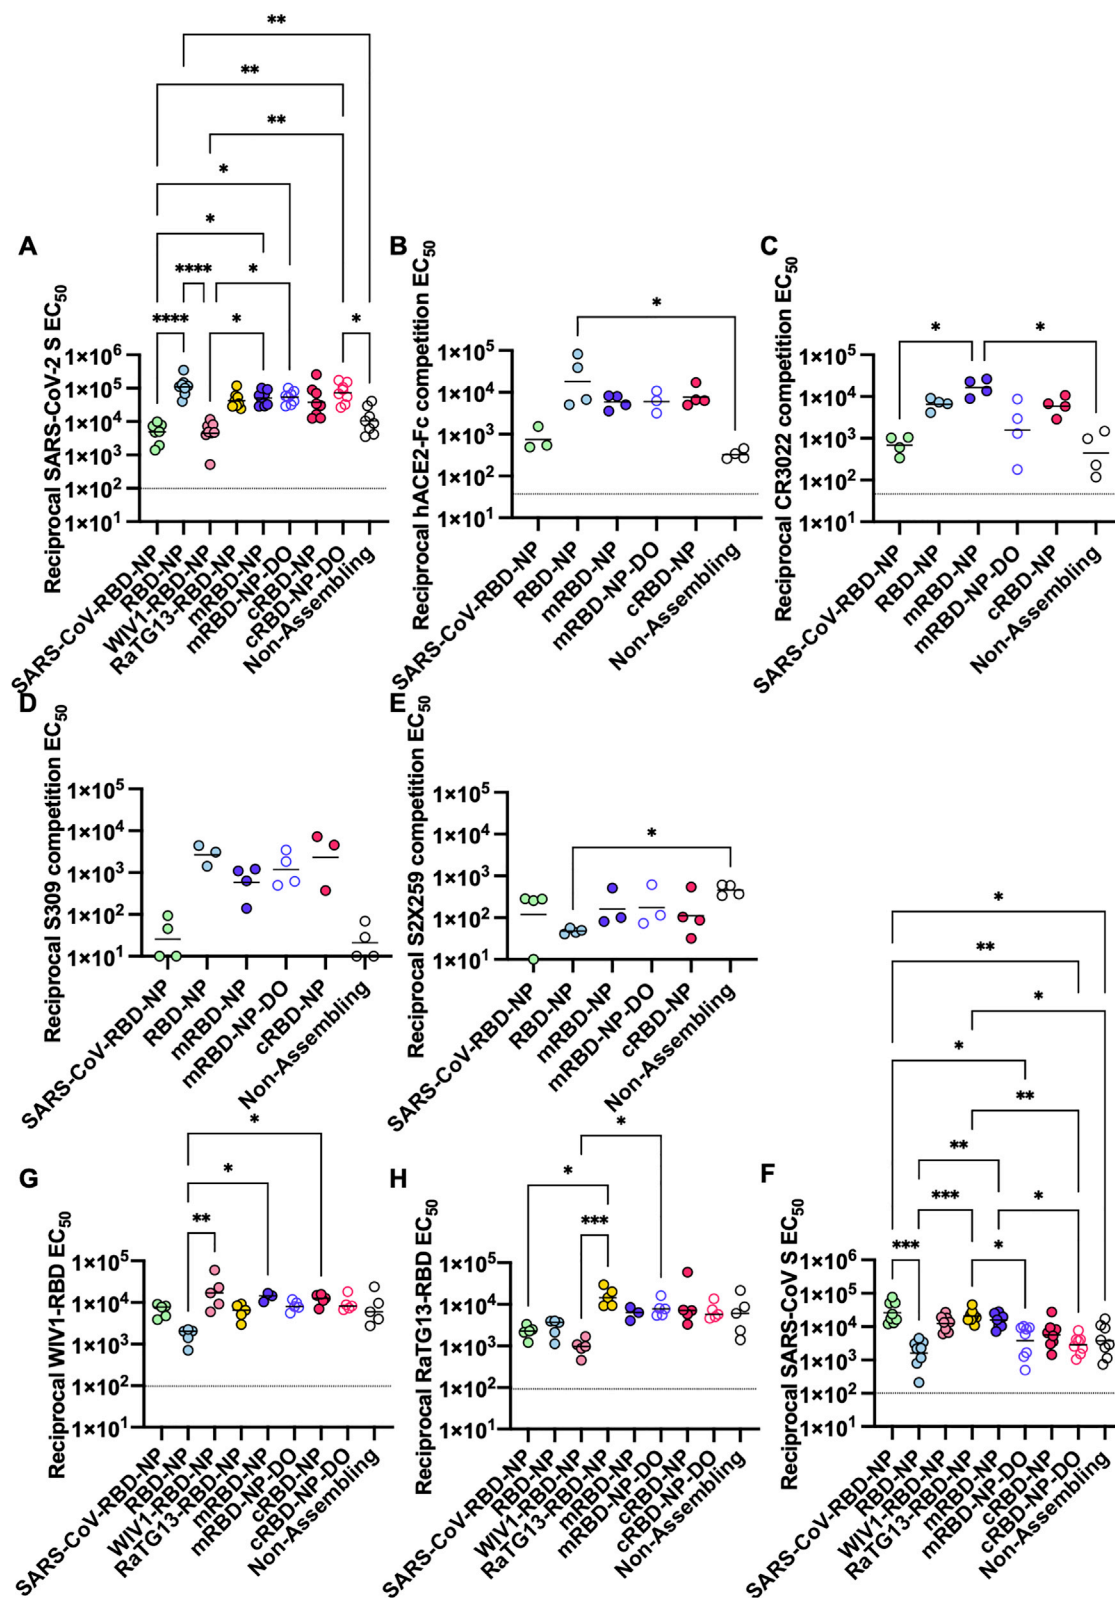 **
**
**
*
*
**** *
**** * *
A
Reciprocal SARS-CoV-2 S EC50
1×10^6
1×10^5
1×10^4
1×10^3
1×10^2
1×10^1
SARS-CoV-RBD-NP
RBD-NP
WIV1-RBD-NP
RaTG13-RBD-NP
mRBD-NP
mRBD-NP-DO
cRBD-NP
cRBD-NP-DO
Non-Assembling
B
Reciprocal hACE2-Fc competition EC50
*
1×10^5
1×10^4
1×10^3
1×10^2
1×10^1
SARS-CoV-RBD-NP
RBD-NP
mRBD-NP
mRBD-NP-DO
cRBD-NP
Non-Assembling
C
Reciprocal CR3022 competition EC50
* *
1×10^5
1×10^4
1×10^3
1×10^2
1×10^1
SARS-CoV-RBD-NP
RBD-NP
mRBD-NP
mRBD-NP-DO
cRBD-NP
Non-Assembling
D
Reciprocal S309 competition EC50
1×10^5
1×10^4
1×10^3
1×10^2
1×10^1
SARS-CoV-RBD-NP
RBD-NP
mRBD-NP
mRBD-NP-DO
cRBD-NP
Non-Assembling
E
Reciprocal S2X259 competition EC50
*
1×10^5
1×10^4
1×10^3
1×10^2
1×10^1
SARS-CoV-RBD-NP
RBD-NP
mRBD-NP
mRBD-NP-DO
cRBD-NP
Non-Assembling
G
Reciprocal WIV1-RBD EC50
*
*
**
1×10^5
1×10^4
1×10^3
1×10^2
1×10^1
SARS-CoV-RBD-NP
RBD-NP
WIV1-RBD-NP
RaTG13-RBD-NP
mRBD-NP
mRBD-NP-DO
cRBD-NP
cRBD-NP-DO
Non-Assembling
H
Reciprocal RaTG13-RBD EC50
*
*
***
1×10^5
1×10^4
1×10^3
1×10^2
1×10^1
SARS-CoV-RBD-NP
RBD-NP
WIV1-RBD-NP
RaTG13-RBD-NP
mRBD-NP
mRBD-NP-DO
cRBD-NP
cRBD-NP-DO
Non-Assembling
F
Reciprocal SARS-CoV S EC50
*
**
*
*
**
**
*** *
*** *
1×10^6
1×10^5
1×10^4
1×10^3
1×10^2
1×10^1
SARS-CoV-RBD-NP
RBD-NP
WIV1-RBD-NP
RaTG13-RBD-NP
mRBD-NP
mRBD-NP-DO
cRBD-NP
cRBD-NP-DO
Non-Assembling